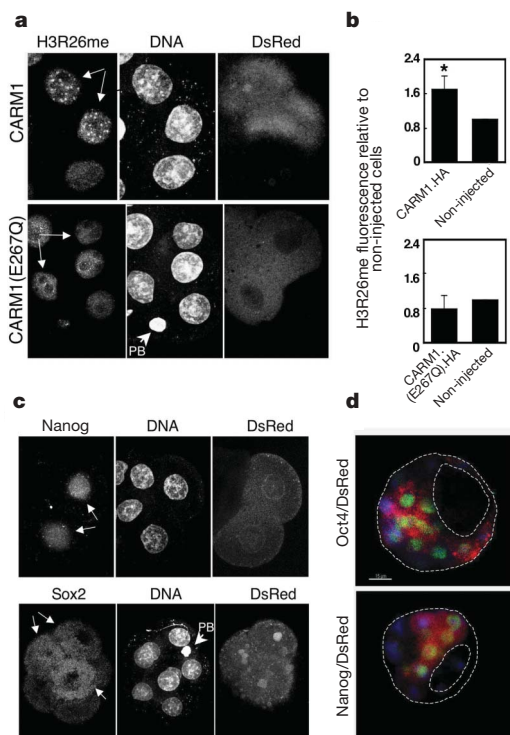 a
H3R26me DNA DsRed
CARM1
CARM1(E267Q)
PB
b
H3R26me fluorescence relative to
non-injected cells
2.4
1.6
0.8
0
*
CARM1.HA
Non-injected
2.4
1.6
0.8
0
CARM1.
(E267Q).HA
Non-injected
c
Nanog DNA DsRed
Sox2 DNA DsRed
PB
d
Oct4/DsRed
Nanog/DsRed